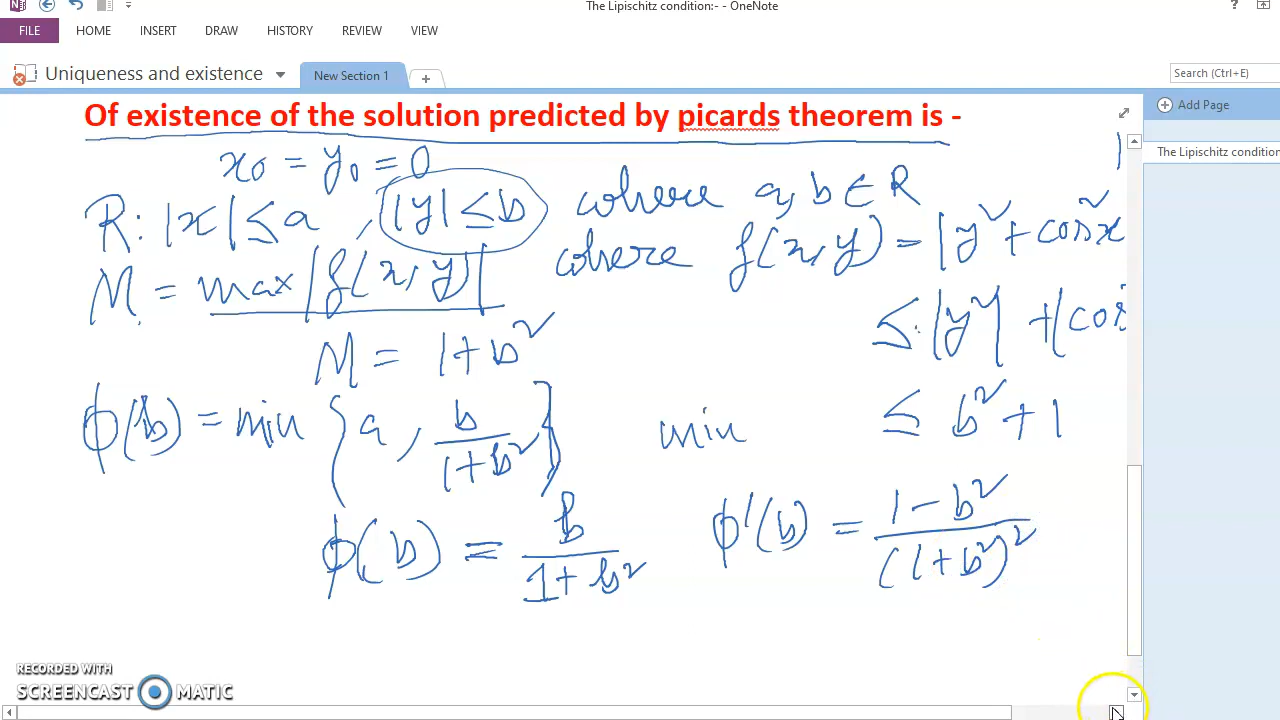 The Lipischitz condition:- - OneNote
FILE HOME INSERT DRAW HISTORY REVIEW VIEW
Uniqueness and existence New Section 1 + Search (Ctrl+E)
Add Page
The Lipischitz condition
Of existence of the solution predicted by picards theorem is -
x₀ = y₀ = 0
R: |x| ≤ a , |y| ≤ b where a, b ∈ R
M = max |f(x, y)| where f(x, y) = |y² + cos²x
≤ |y²| + |cos
M = 1 + b²
≤ b² + 1
ϕ(b) = min { a , b/(1+b²) } min
ϕ(b) = b/(1+b²) ϕ'(b) = (1-b²)/(1+b²)²
RECORDED WITH
SCREENCAST MATIC